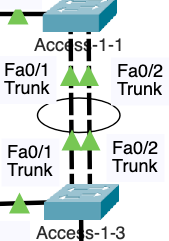 Access-1-1
Fa0/1 Fa0/2
Trunk Trunk
Fa0/1 Fa0/2
Trunk Trunk
Access-1-3